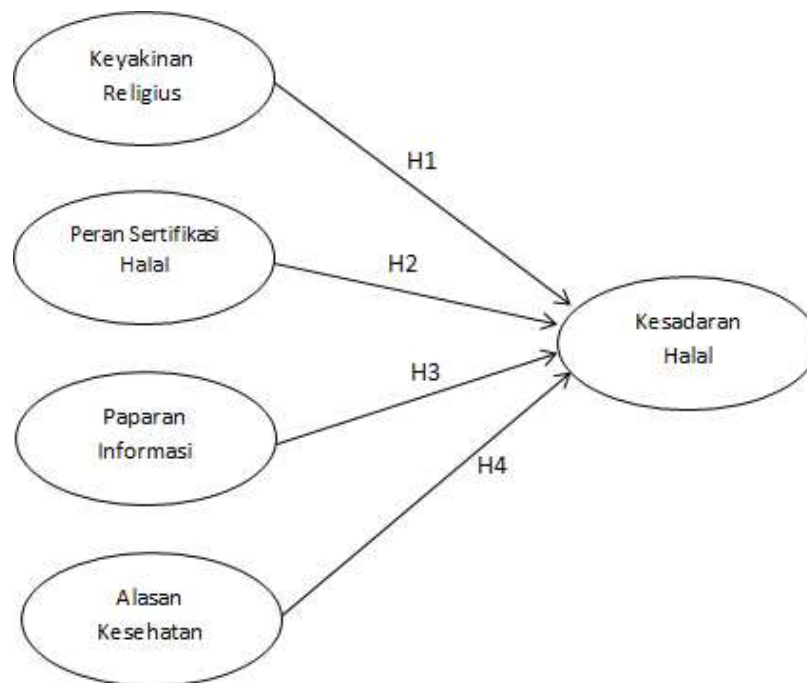 Keyakinan
Religius
H1
Peran Sertifikasi
Halal
H2
Kesadaran
Halal
Paparan
Informasi
H3
H4
Alasan
Kesehatan